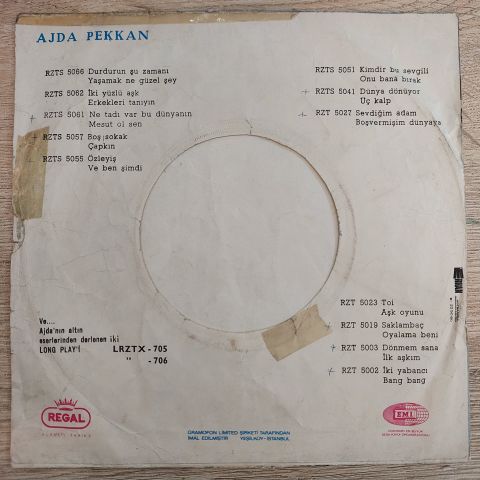 AJDA PEKKAN
RZTS 5066 Durdurun şu zamanı
Yaşamak ne güzel şey
RZTS 5062 İki yüzlü aşk
Erkekleri tanıyın
RZTS 5061 Ne tadı var bu dünyanın
Mesut ol sen
RZTS 5057 Boş sokak
Çapkın
RZTS 5055 Özleyiş
Ve ben şimdi
RZTS 5051 Kimdir bu sevgili
Onu bana bırak
RZTS 5041 Dünya dönüyor
Üç kalp
RZT 5027 Sevdiğim adam
Boşvermişim dünyaya
RZT 5023 Toi
Aşk oyunu
RZT 5019 Saklambaç
Oyalama beni
RZT 5003 Dönmem sana
İlk aşkım
RZT 5002 İki yabancı
Bang bang
Ve....
Ajda'nın altın
eserlerinden derlenen iki
LONG PLAY'İ LRZTX - 705
" - 706
REGAL
GRAMOFON LİMİTED ŞİRKETİ TARAFINDAN
İMAL EDİLMİŞTİR YEŞİLKÖY - İSTANBUL
EMI